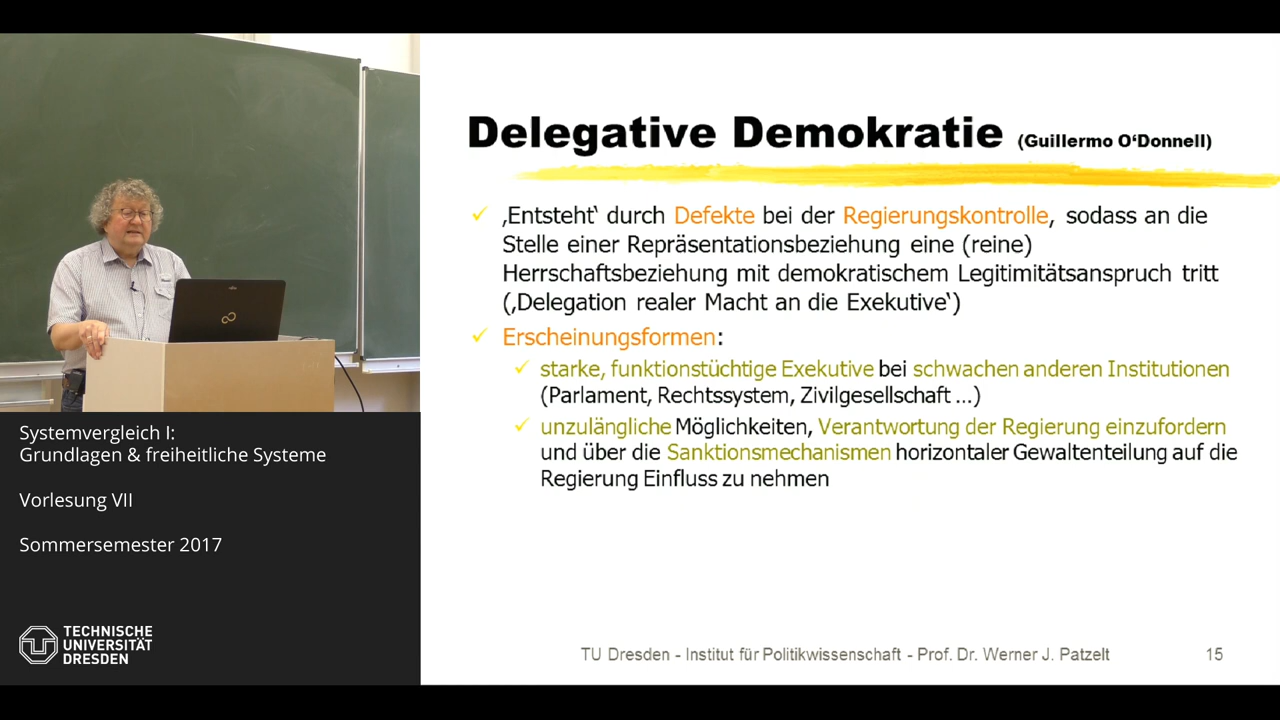 Delegative Demokratie (Guillermo O‘Donnell)
‚Entsteht‘ durch Defekte bei der Regierungskontrolle, sodass an die
Stelle einer Repräsentationsbeziehung eine (reine)
Herrschaftsbeziehung mit demokratischem Legitimitätsanspruch tritt
(‚Delegation realer Macht an die Exekutive‘)
Erscheinungsformen:
starke, funktionstüchtige Exekutive bei schwachen anderen Institutionen
(Parlament, Rechtssystem, Zivilgesellschaft ...)
unzulängliche Möglichkeiten, Verantwortung der Regierung einzufordern
und über die Sanktionsmechanismen horizontaler Gewaltenteilung auf die
Regierung Einfluss zu nehmen
TU Dresden - Institut für Politikwissenschaft - Prof. Dr. Werner J. Patzelt 15
Systemvergleich I:
Grundlagen & freiheitliche Systeme
Vorlesung VII
Sommersemester 2017
TECHNISCHE
UNIVERSITÄT
DRESDEN